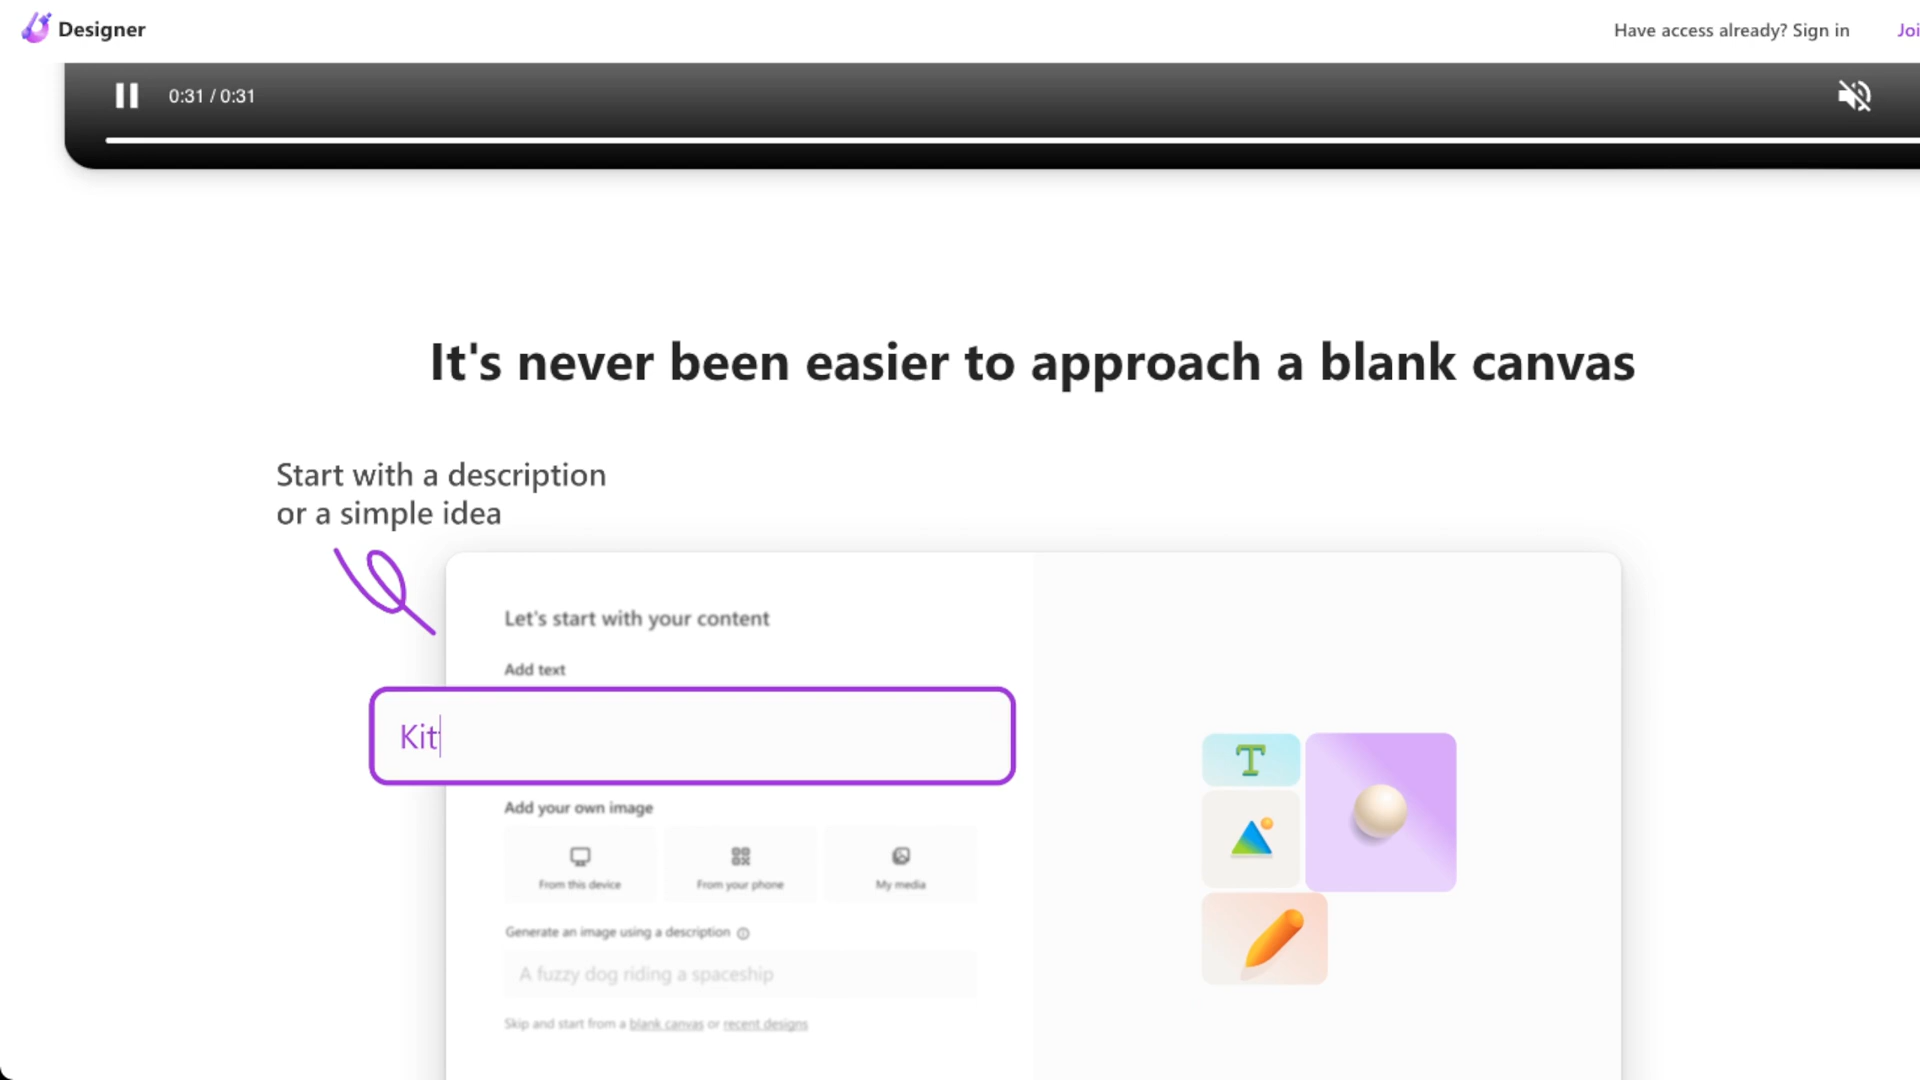 Designer
Have access already? Sign in
Joi
0:31 / 0:31
It's never been easier to approach a blank canvas
Start with a description
or a simple idea
Let's start with your content
Add text
Kit
Add your own image
From this device
From your phone
My media
Generate an image using a description
A fuzzy dog riding a spaceship
Skip and start from a blank canvas or recent designs